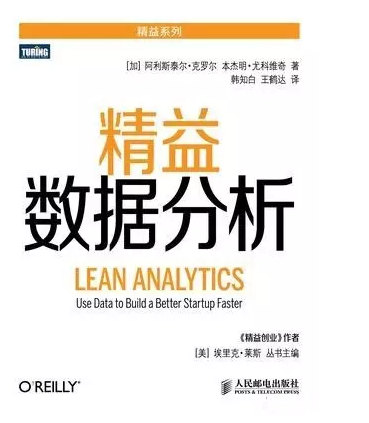 精益系列
TURING
[加] 阿利斯泰尔·克罗尔 本杰明·尤科维奇 著
韩知白 王鹤达 译
精益
数据分析
LEAN ANALYTICS
Use Data to Build a Better Startup Faster
《精益创业》作者
[美] 埃里克·莱斯 丛书主编
O'REILLY®
人民邮电出版社
POSTS & TELECOM PRESS